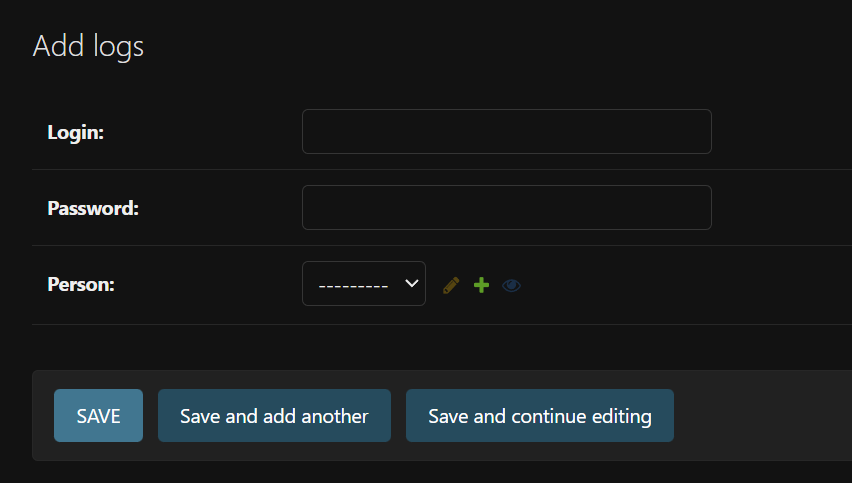 Add logs
Login:
Password:
Person:
---------
SAVE
Save and add another
Save and continue editing